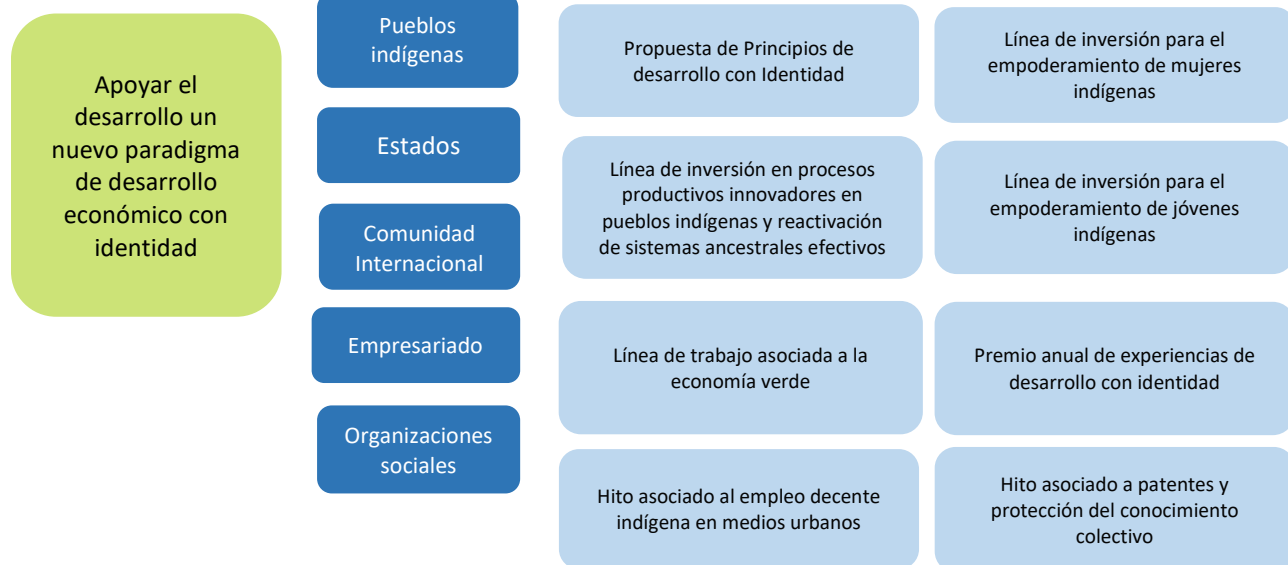 Apoyar el
desarrollo un
nuevo paradigma
de desarrollo
económico con
identidad
Pueblos
indígenas
Estados
Comunidad
Internacional
Empresariado
Organizaciones
sociales
Propuesta de Principios de
desarrollo con Identidad
Línea de inversión para el
empoderamiento de mujeres
indígenas
Línea de inversión en procesos
productivos innovadores en
pueblos indígenas y reactivación
de sistemas ancestrales efectivos
Línea de inversión para el
empoderamiento de jóvenes
indígenas
Línea de trabajo asociada a la
economía verde
Premio anual de experiencias de
desarrollo con identidad
Hito asociado al empleo decente
indígena en medios urbanos
Hito asociado a patentes y
protección del conocimiento
colectivo